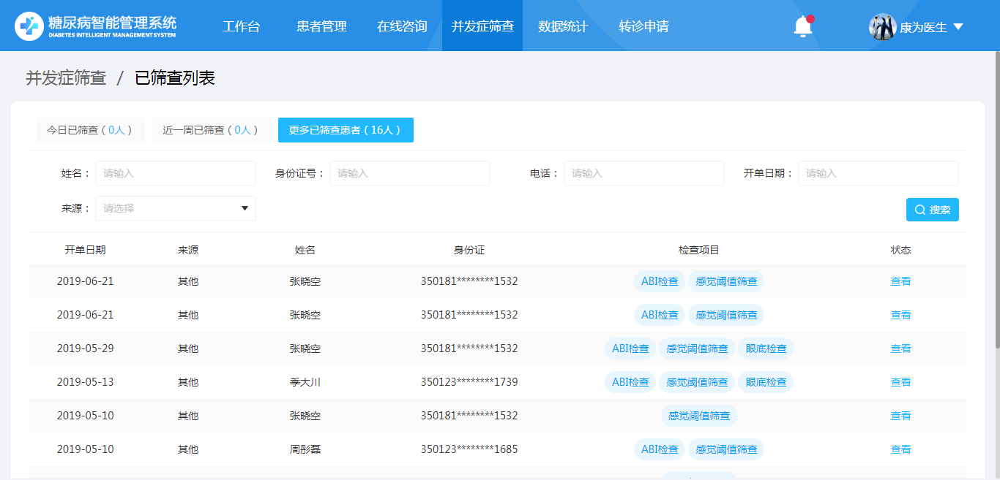 糖尿病智能管理系统
DIABETES INTELLIGENT MANAGEMENT SYSTEM
工作台 患者管理 在线咨询 并发症筛查 数据统计 转诊申请 康为医生
并发症筛查 / 已筛查列表
今日已筛查（0人） 近一周已筛查（0人） 更多已筛查患者（16人）
姓名： 请输入 身份证号： 请输入 电话： 请输入 开单日期： 请输入
来源： 请选择 搜索
开单日期 来源 姓名 身份证 检查项目 状态
2019-06-21 其他 张晓空 350181********1532 ABI检查 感觉阈值筛查 查看
2019-06-21 其他 张晓空 350181********1532 ABI检查 感觉阈值筛查 查看
2019-05-29 其他 张晓空 350181********1532 ABI检查 感觉阈值筛查 眼底检查 查看
2019-05-13 其他 季大川 350123********1739 ABI检查 感觉阈值筛查 眼底检查 查看
2019-05-10 其他 张晓空 350181********1532 感觉阈值筛查 查看
2019-05-10 其他 周彤磊 350123********1685 ABI检查 感觉阈值筛查 查看